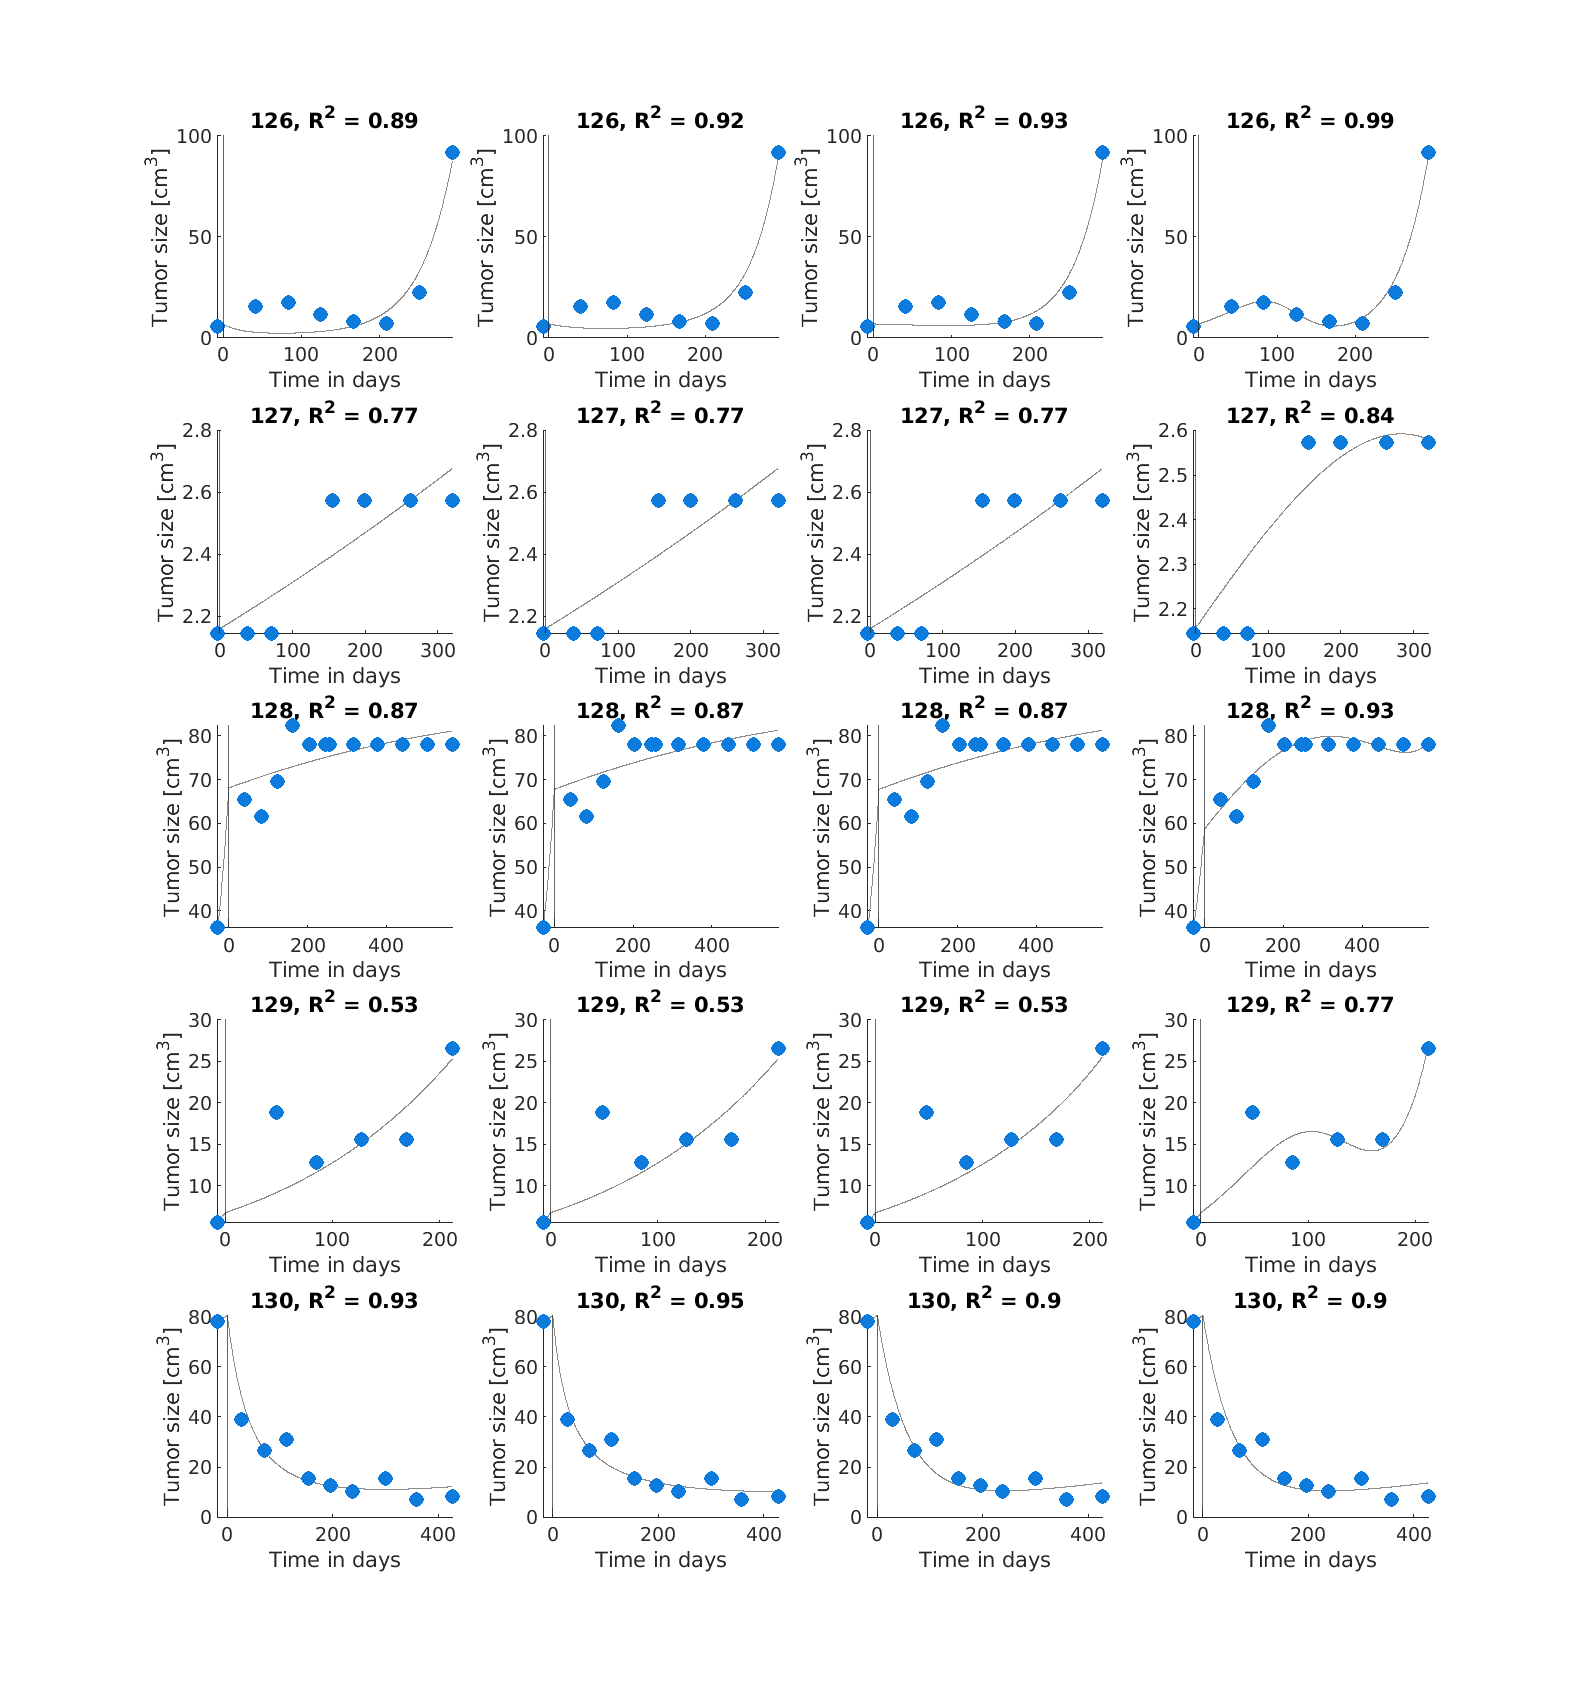 126, R2 = 0.89
100
50
0
0 100 200
Tumor size [cm3]
Time in days
126, R2 = 0.92
100
50
0
0 100 200
Tumor size [cm3]
Time in days
126, R2 = 0.93
100
50
0
0 100 200
Tumor size [cm3]
Time in days
126, R2 = 0.99
100
50
0
0 100 200
Tumor size [cm3]
Time in days
127, R2 = 0.77
2.8
2.6
2.4
2.2
0 100 200 300
Tumor size [cm3]
Time in days
127, R2 = 0.77
2.8
2.6
2.4
2.2
0 100 200 300
Tumor size [cm3]
Time in days
127, R2 = 0.77
2.8
2.6
2.4
2.2
0 100 200 300
Tumor size [cm3]
Time in days
127, R2 = 0.84
2.6
2.5
2.4
2.3
2.2
0 100 200 300
Tumor size [cm3]
Time in days
128, R2 = 0.87
80
70
60
50
40
0 200 400
Tumor size [cm3]
Time in days
128, R2 = 0.87
80
70
60
50
40
0 200 400
Tumor size [cm3]
Time in days
128, R2 = 0.87
80
70
60
50
40
0 200 400
Tumor size [cm3]
Time in days
128, R2 = 0.93
80
70
60
50
40
0 200 400
Tumor size [cm3]
Time in days
129, R2 = 0.53
30
25
20
15
10
0 100 200
Tumor size [cm3]
Time in days
129, R2 = 0.53
30
25
20
15
10
0 100 200
Tumor size [cm3]
Time in days
129, R2 = 0.53
30
25
20
15
10
0 100 200
Tumor size [cm3]
Time in days
129, R2 = 0.77
30
25
20
15
10
0 100 200
Tumor size [cm3]
Time in days
130, R2 = 0.93
80
60
40
20
0
0 200 400
Tumor size [cm3]
Time in days
130, R2 = 0.95
80
60
40
20
0
0 200 400
Tumor size [cm3]
Time in days
130, R2 = 0.9
80
60
40
20
0
0 200 400
Tumor size [cm3]
Time in days
130, R2 = 0.9
80
60
40
20
0
0 200 400
Tumor size [cm3]
Time in days